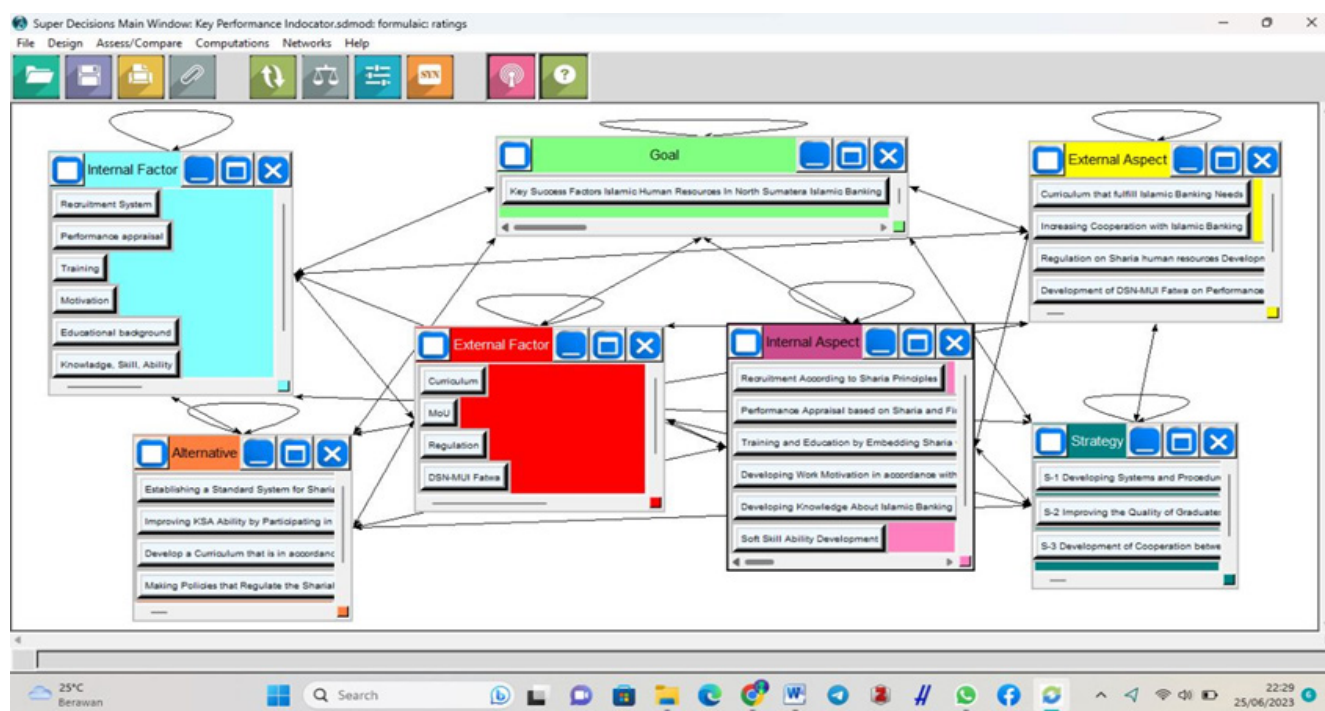 Super Decisions Main Window: Key Performance Indocator.sdmod: formulaic: ratings
File Design Assess/Compare Computations Networks Help
SYN
Internal Factor
Recruitment System
Performance appraisal
Training
Motivation
Educational background
Knowledge, Skill, Ability
Goal
Key Success Factors Islamic Human Resources In North Sumatera Islamic Banking
External Aspect
Curriculum that fulfill Islamic Banking Needs
Increasing Cooperation with Islamic Banking
Regulation on Sharia human resources Developn
Development of DSN-MUI Fatwa on Performance
External Factor
Curriculum
MoU
Regulation
DSN-MUI Fatwa
Internal Aspect
Recruitment According to Sharia Principles
Performance Appraisal based on Sharia and Fi
Training and Education by Embedding Sharia
Developing Work Motivation in accordance with
Developing Knowledge About Islamic Banking
Soft Skill Ability Development
Alternative
Establishing a Standard System for Sharia
Improving KSA Ability by Participating in
Develop a Curriculum that is in accordanc
Making Policies that Regulate the Shariah
Strategy
S-1 Developing Systems and Procedur
S-2 Improving the Quality of Graduates
S-3 Development of Cooperation betwe
25°C
Berawan
Search
22:29
25/06/2023